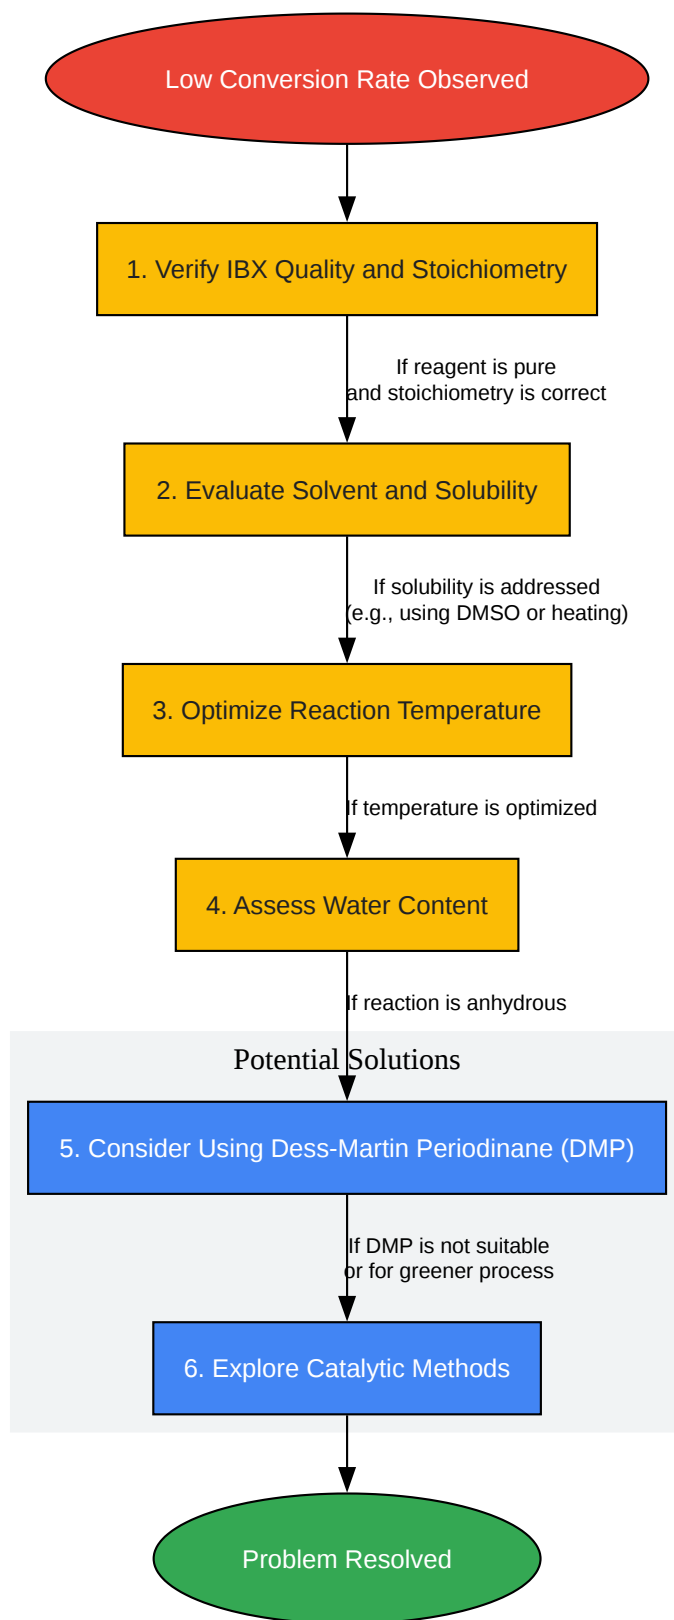 Low Conversion Rate Observed
1. Verify IBX Quality and Stoichiometry
If reagent is pure
and stoichiometry is correct
2. Evaluate Solvent and Solubility
If solubility is addressed
(e.g., using DMSO or heating)
3. Optimize Reaction Temperature
If temperature is optimized
4. Assess Water Content
If reaction is anhydrous
Potential Solutions
5. Consider Using Dess-Martin Periodinane (DMP)
If DMP is not suitable
or for greener process
6. Explore Catalytic Methods
Problem Resolved